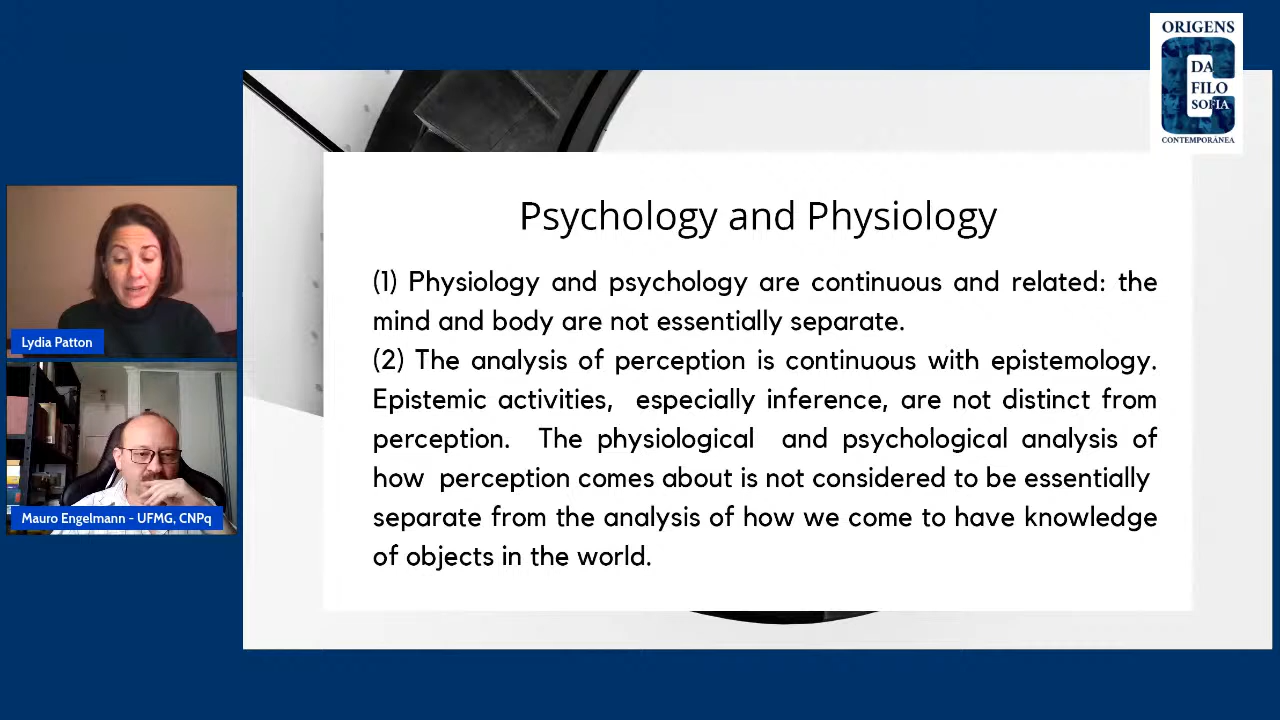 ORIGENS
DA
FILO
SOFIA
CONTEMPORÂNEA
Psychology and Physiology
(1) Physiology and psychology are continuous and related: the
mind and body are not essentially separate.
(2) The analysis of perception is continuous with epistemology.
Epistemic activities, especially inference, are not distinct from
perception. The physiological and psychological analysis of
how perception comes about is not considered to be essentially
separate from the analysis of how we come to have knowledge
of objects in the world.
Lydia Patton
Mauro Engelmann - UFMG, CNPq